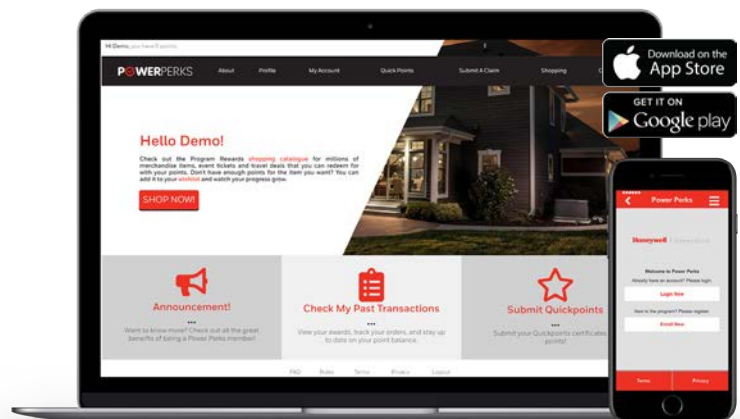 Hi Demo, you have 0 points.
POWERPERKS About Profile My Account Quick Points Submit A Claim Shopping
Hello Demo!
Check out the Program Rewards shopping catalogue for millions of
merchandise items, event tickets and travel deals that you can redeem for
with your points. Don't have enough points for the item you want? You can
add it to your wishlist and watch your progress grow.
SHOP NOW!
Announcement!
Want to know more? Check out all the great
benefits of being a Power Perks member!
Check My Past Transactions
View your awards, track your orders, and stay up
to date on your point balance.
Submit Quickpoints
Submit your Quickpoints certificates
points!
FAQ Rules Terms Privacy Logout
Download on the
App Store
GET IT ON
Google play
Power Perks
Honeywell
Welcome to Power Perks
Already have an account? Please login.
Login Now
New to the program? Please register.
Enroll Now
Terms Privacy